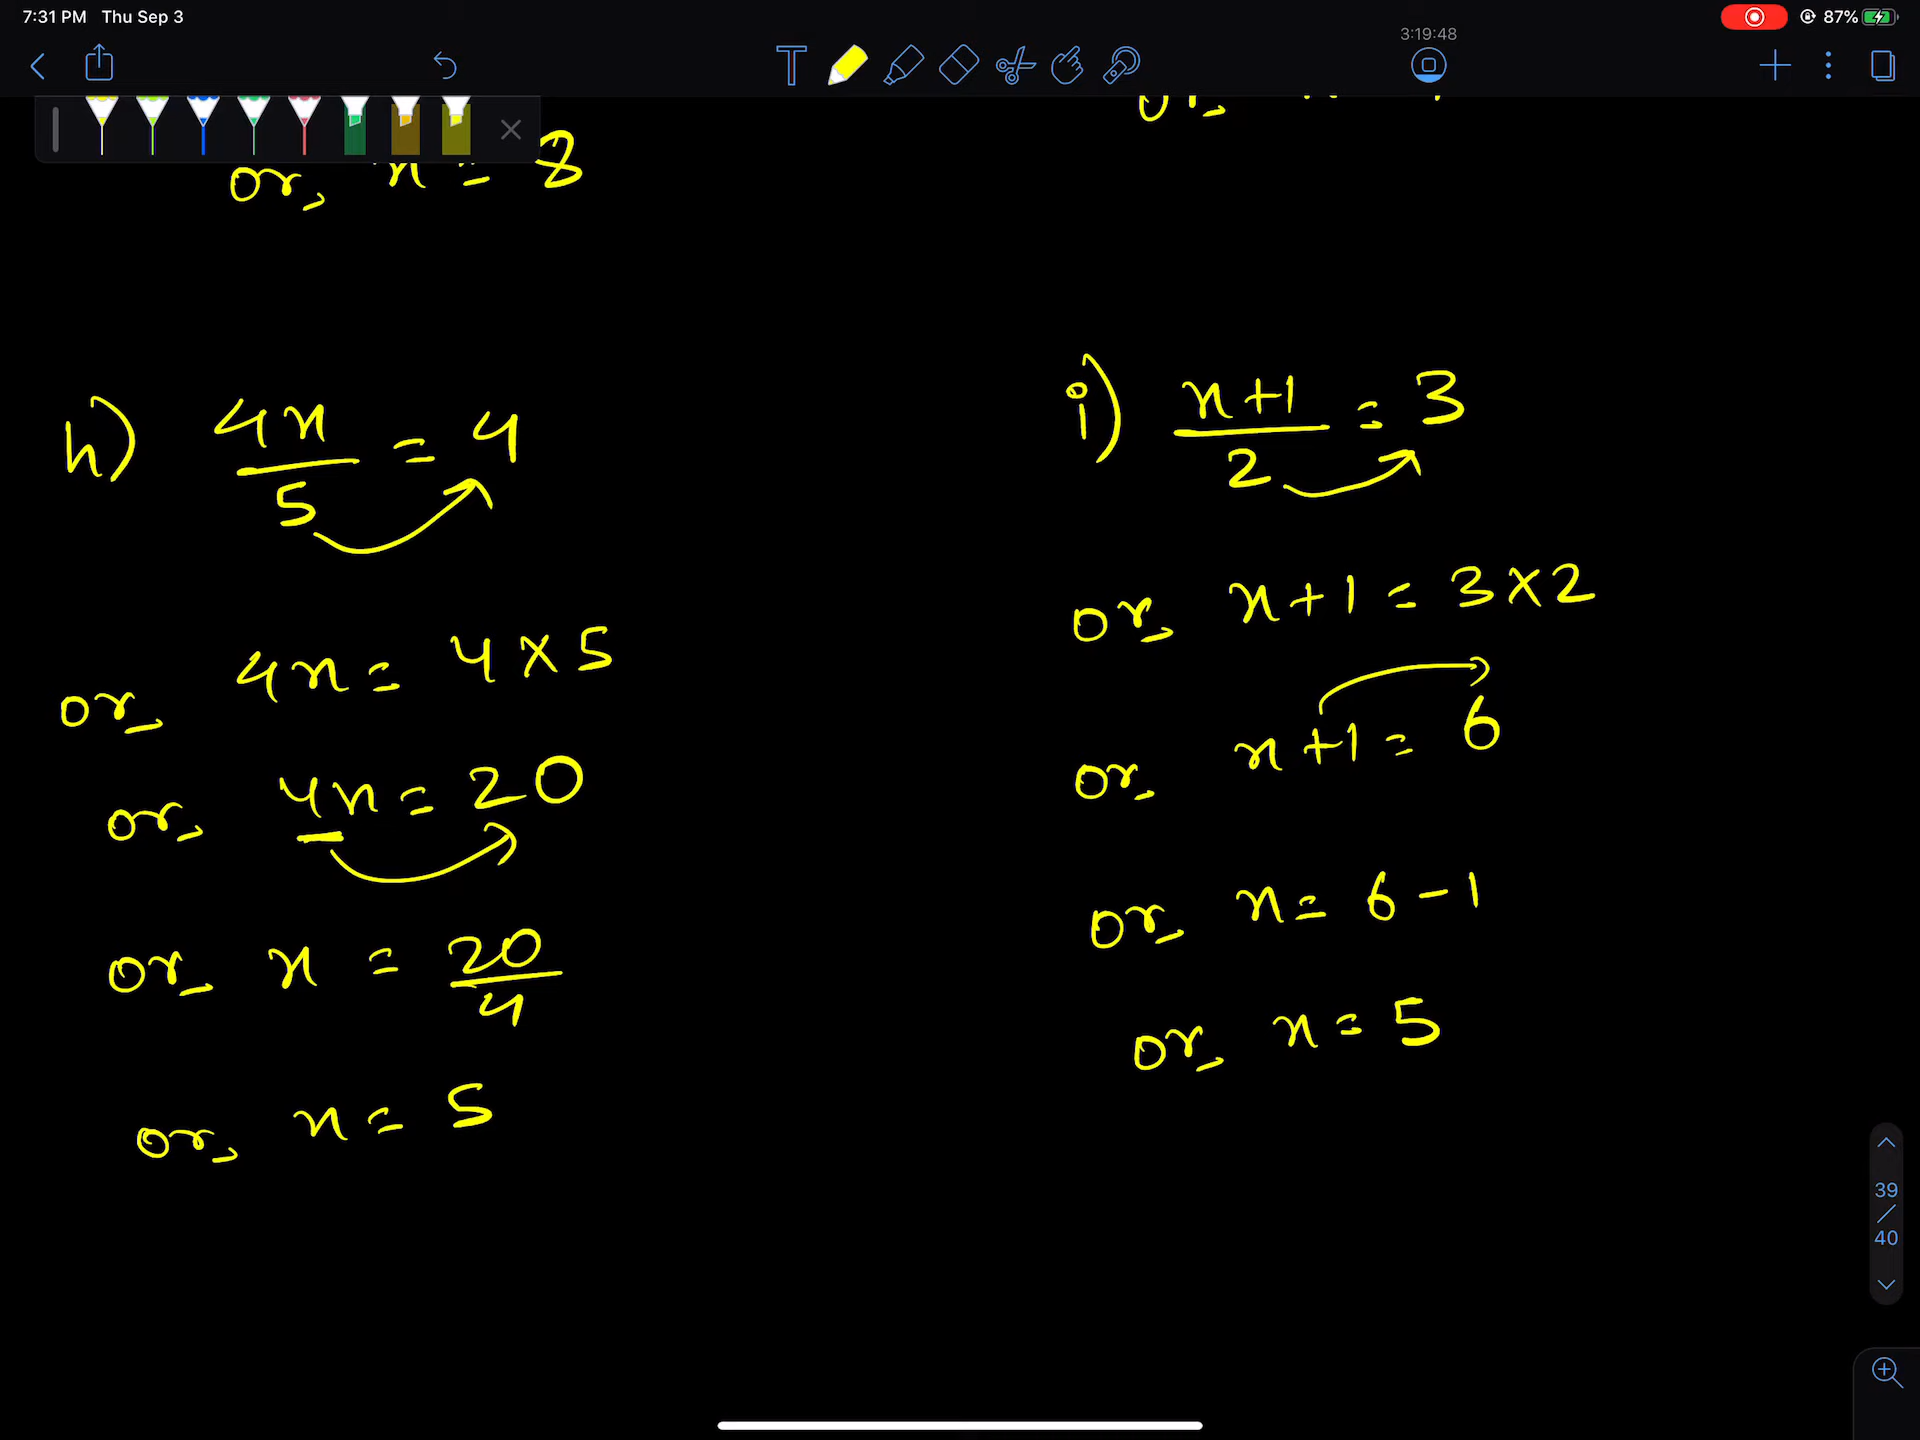 7:31 PM Thu Sep 3
87%
3:19:48
or,
or, x = 8
h) 4x/5 = 4
or, 4x = 4 × 5
or, 4x = 20
or, x = 20/4
or, x = 5
i) x+1/2 = 3
or, x+1 = 3×2
or, x+1 = 6
or, x = 6 - 1
or, x = 5
39
/
40